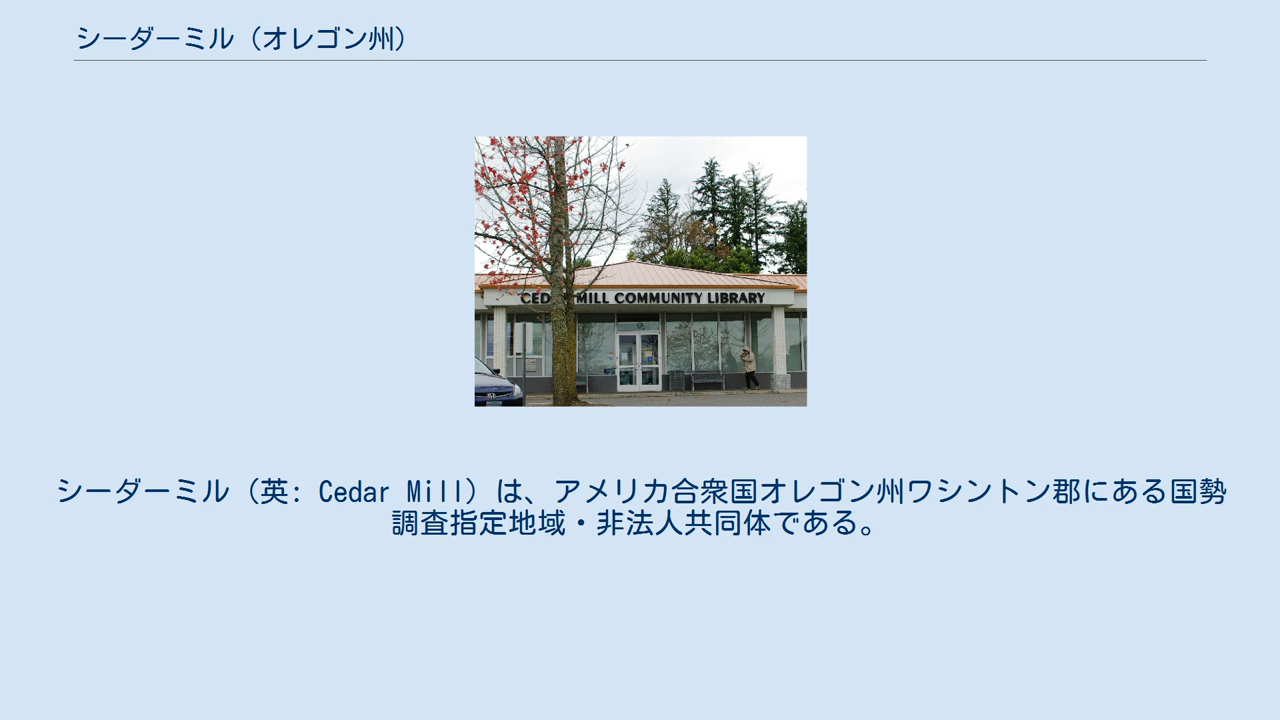 シーダーミル（オレゴン州）
CEDAR MILL COMMUNITY LIBRARY
シーダーミル（英: Cedar Mill）は、アメリカ合衆国オレゴン州ワシントン郡にある国勢
調査指定地域・非法人共同体である。